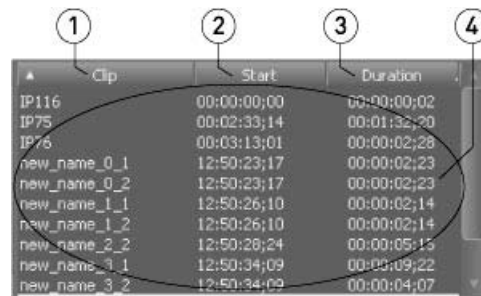 1 2 3 4
Clip Start Duration
IP116 00:00:00;00 00:00:00;02
IP75 00:02:33;14 00:01:32;20
IP76 00:03:13;01 00:00:02;28
new_name_0_1 12:50:23;17 00:00:02;23
new_name_0_2 12:50:23;17 00:00:02;23
new_name_1_1 12:50:26;10 00:00:02;14
new_name_1_2 12:50:26;10 00:00:02;14
new_name_2_2 12:50:28;24 00:00:05;15
new_name_3_1 12:50:34;09 00:00:09;22
new_name_3_2 12:50:34;09 00:00:04;07